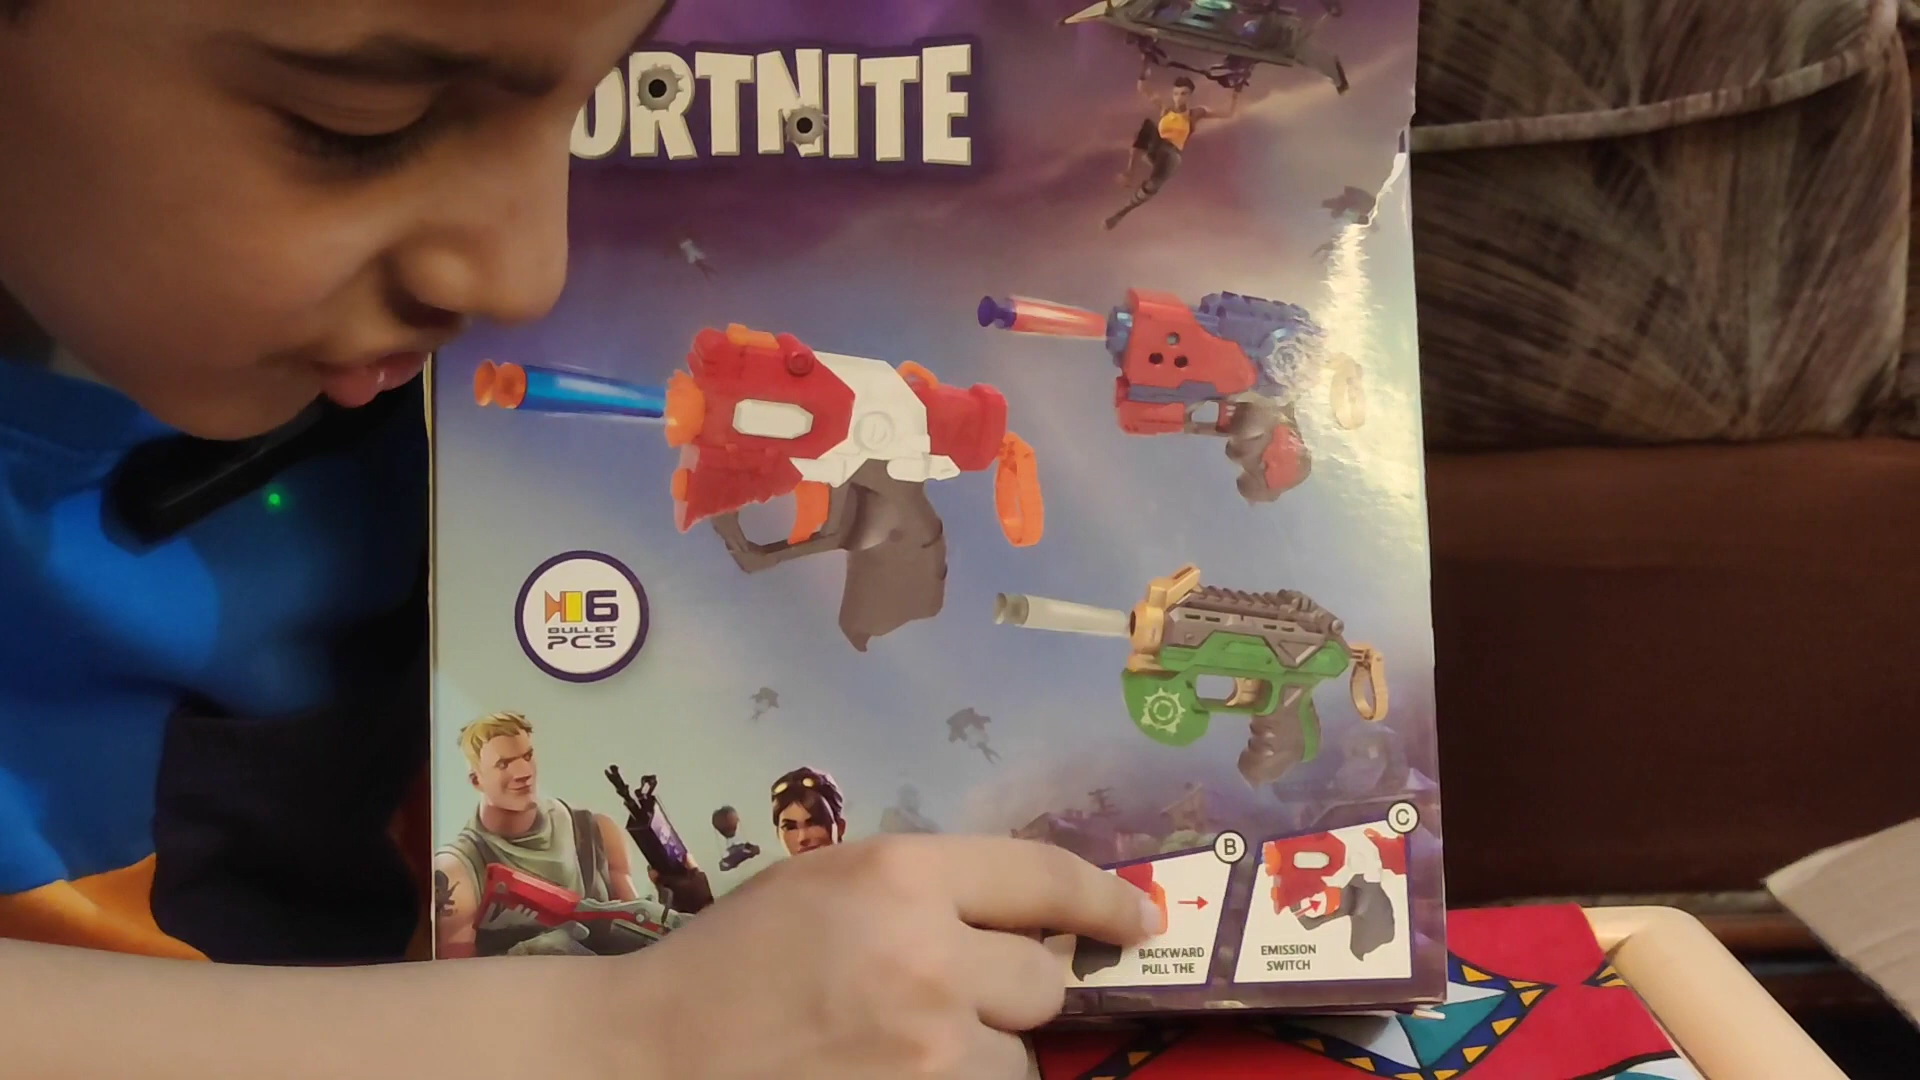 ORTNITE
6
BULLET
PCS
B
BACKWARD
PULL THE
C
EMISSION
SWITCH